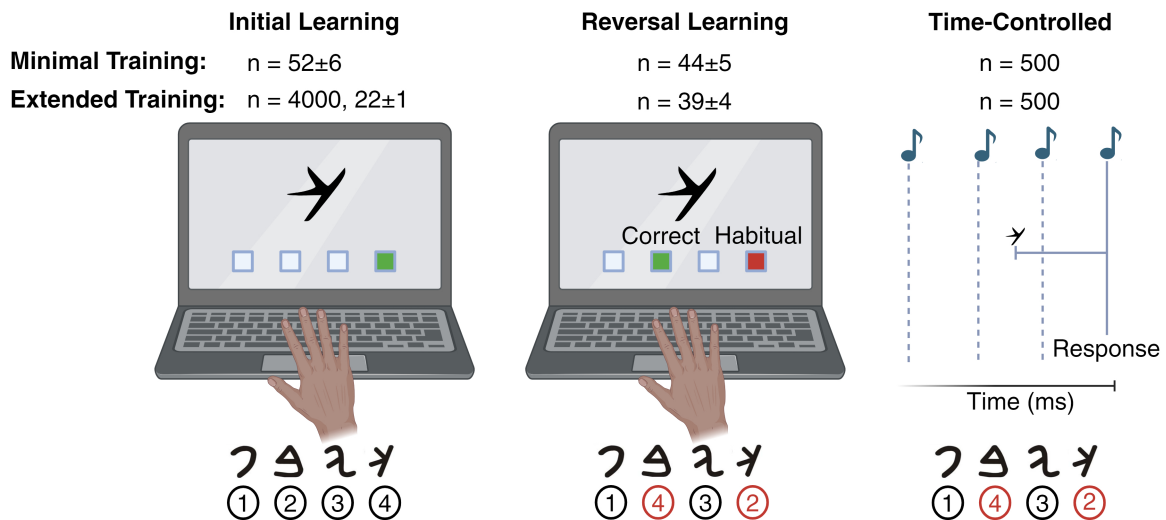 Initial Learning Reversal Learning Time-Controlled
Minimal Training: n = 52±6 n = 44±5 n = 500
Extended Training: n = 4000, 22±1 n = 39±4 n = 500
Correct Habitual
Response
Time (ms)
1 2 3 4 1 4 3 2 1 4 3 2